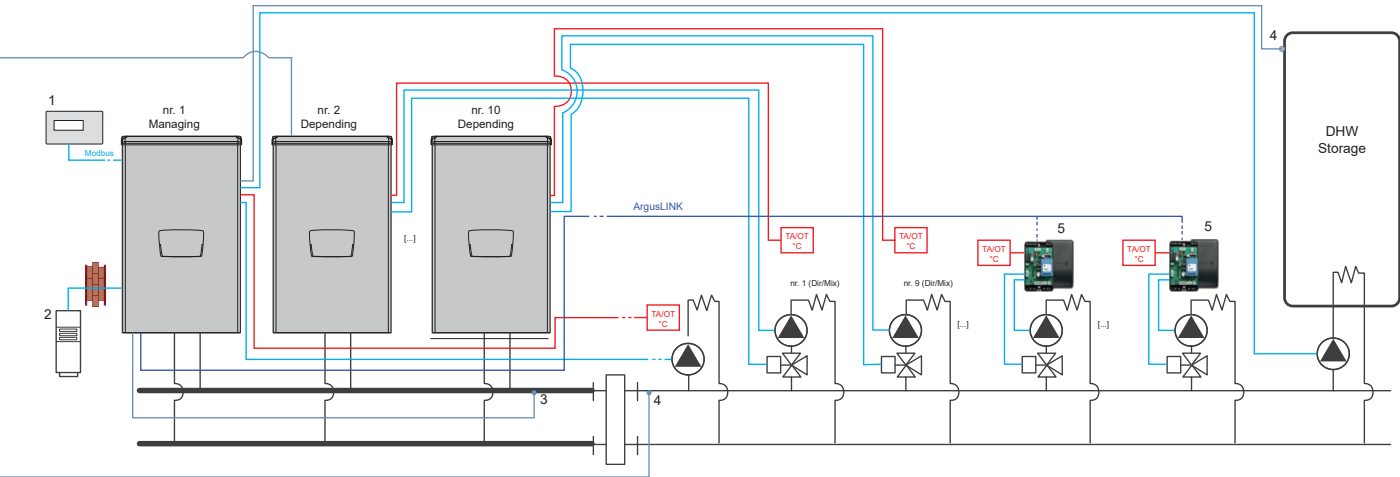 4
1
nr. 1
Managing
nr. 2
Depending
nr. 10
Depending
DHW
Storage
Modbus
ArgusLINK
TA/OT
°C
TA/OT
°C
5
TA/OT
°C
5
TA/OT
°C
[...]
nr. 1 (Dir/Mix)
nr. 9 (Dir/Mix)
2
TA/OT
°C
[...]
[...]
3
4